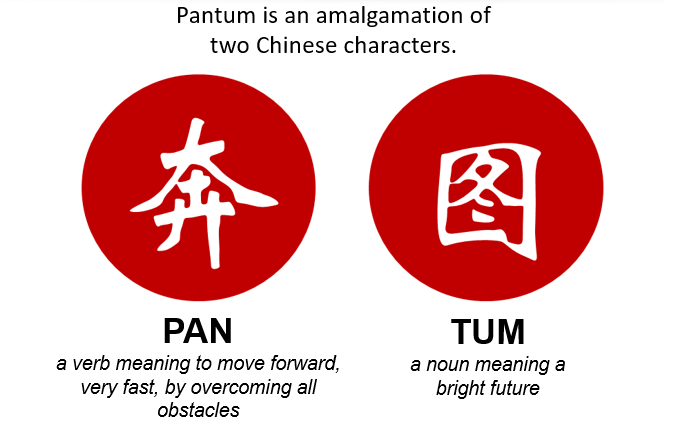 Pantum is an amalgamation of
two Chinese characters.
奔 图
PAN
a verb meaning to move forward,
very fast, by overcoming all
obstacles
TUM
a noun meaning a
bright future